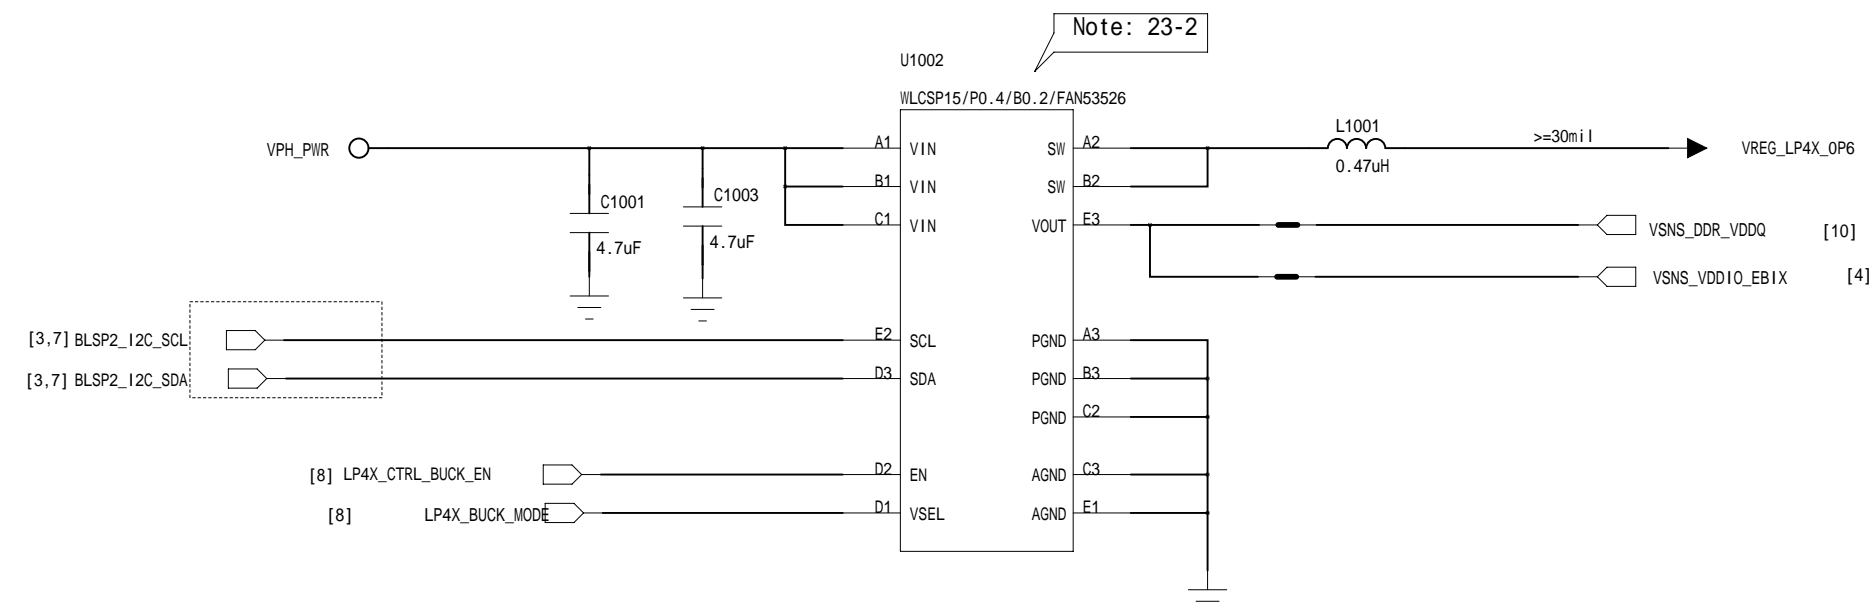 Note: 23-2
U1002
WLCSP15/P0.4/B0.2/FAN53526
VPH_PWR
A1 VIN
SW A2
L1001
0.47uH
>=30mil
VREG_LP4X_0P6
B1 VIN
SW B2
C1001
4.7uF
C1003
4.7uF
C1 VIN
VOUT E3
VSNS_DDR_VDDQ [10]
VSNS_VDDIO_EBIX [4]
[3,7] BLSP2_I2C_SCL
E2 SCL
PGND A3
[3,7] BLSP2_I2C_SDA
D3 SDA
PGND B3
PGND C2
[8] LP4X_CTRL_BUCK_EN
D2 EN
AGND C3
[8] LP4X_BUCK_MODE
D1 VSEL
AGND E1